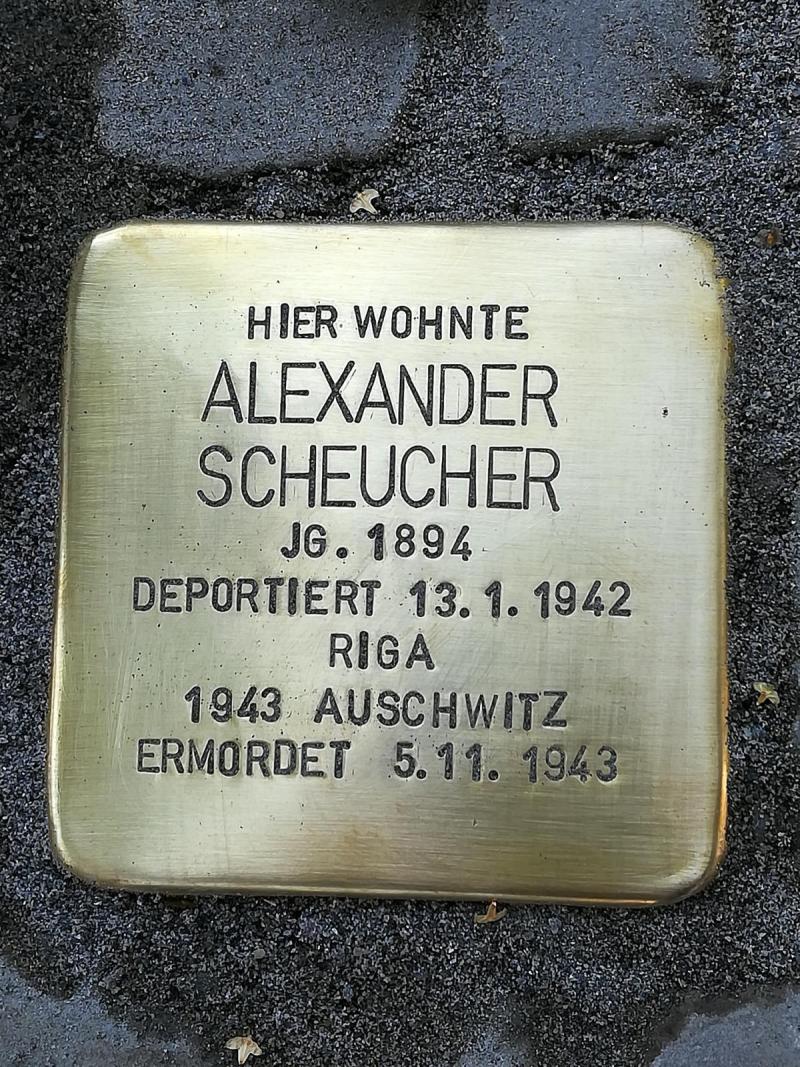 HIER WOHNTE
ALEXANDER
SCHEUCHER
JG. 1894
DEPORTIERT 13.1.1942
RIGA
1943 AUSCHWITZ
ERMORDET 5.11.1943